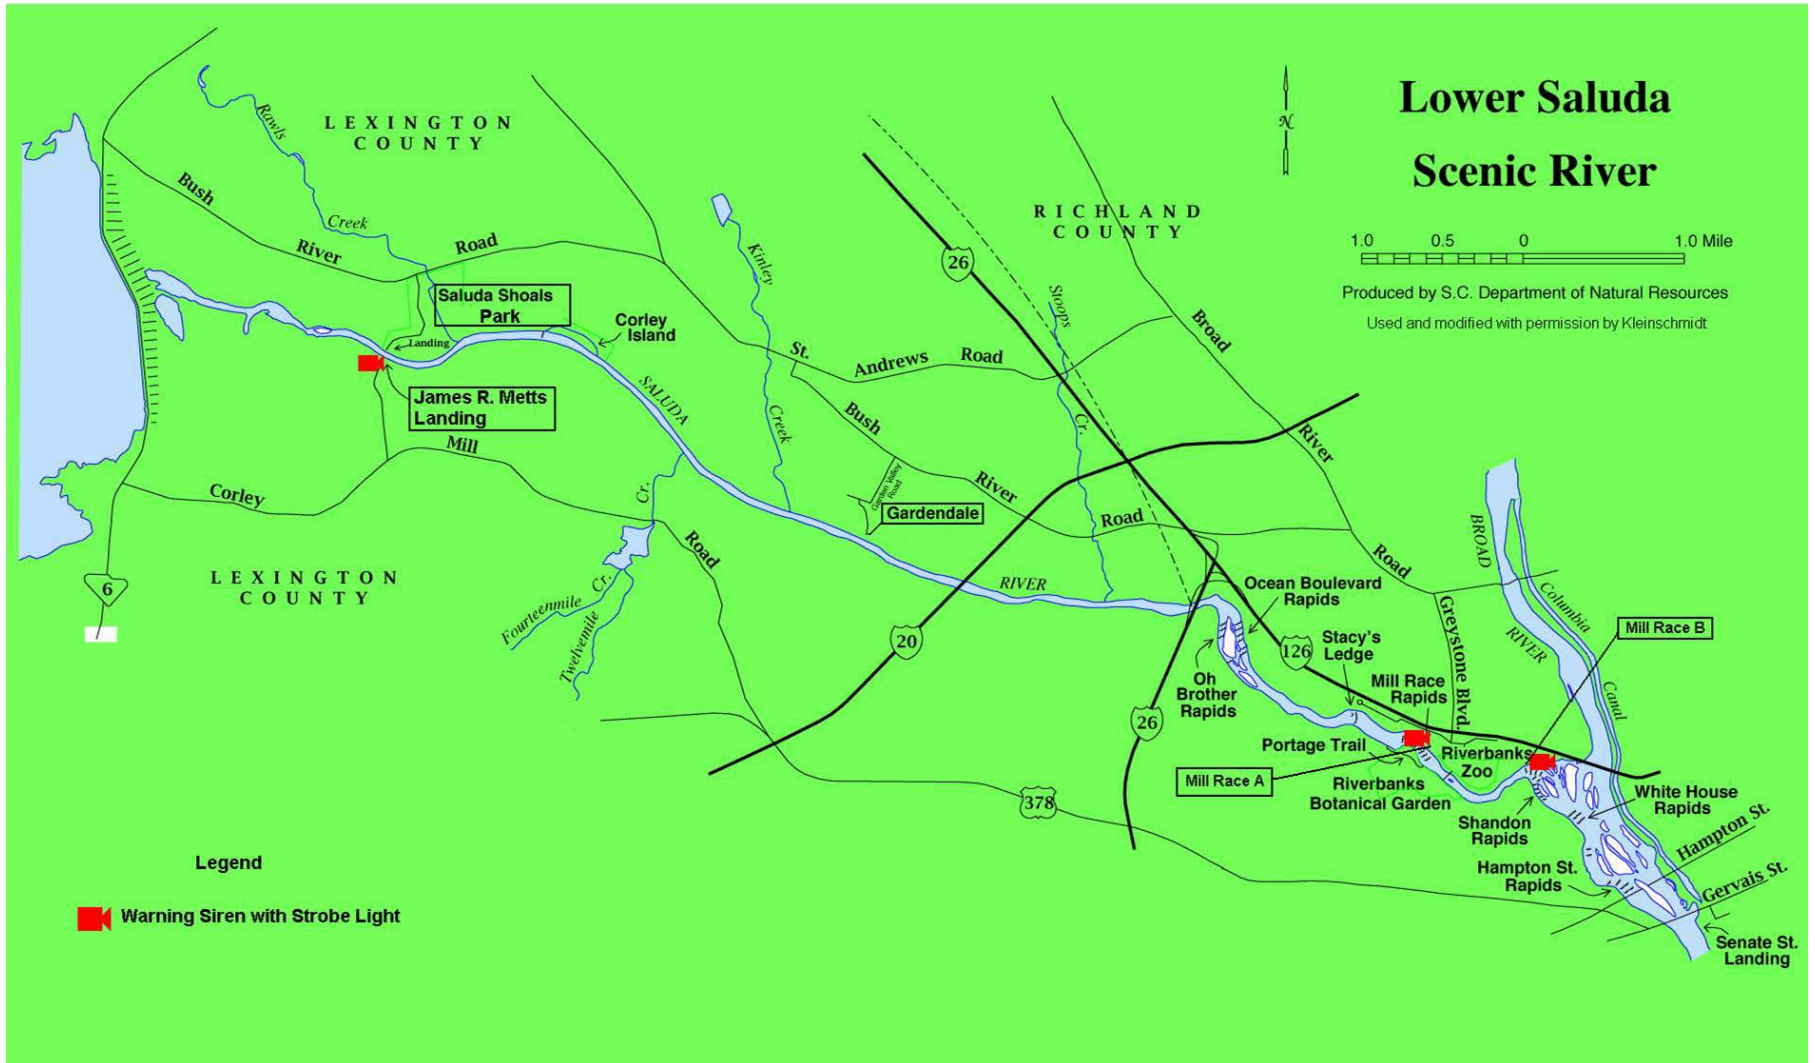 Lower Saluda
Scenic River
N
1.0 0.5 0 1.0 Mile
Produced by S.C. Department of Natural Resources
Used and modified with permission by Kleinschmidt
LEXINGTON
COUNTY
RICHLAND
COUNTY
Rawls
Creek
Bush
River
Road
Saluda Shoals
Park
Corley
Island
Landing
James R. Metts
Landing
SALUDA
Kinley
Creek
Stoops
Cr.
26
Broad
River
Road
St.
Andrews
Road
Bush
River
Road
Garden Valley
Road
Gardendale
Mill
Corley
Road
Cr.
6
LEXINGTON
COUNTY
Fourteenmile
Cr.
Twelvemile
RIVER
20
26
126
378
Ocean Boulevard
Rapids
Oh
Brother
Rapids
Stacy's
Ledge
Mill Race
Rapids
Greystone Blvd.
BROAD
RIVER
Columbia
Canal
Mill Race B
Portage Trail
Mill Race A
Riverbanks
Zoo
Riverbanks
Botanical Garden
White House
Rapids
Shandon
Rapids
Hampton St.
Rapids
Hampton St.
Gervais St.
Senate St.
Landing
Legend
Warning Siren with Strobe Light